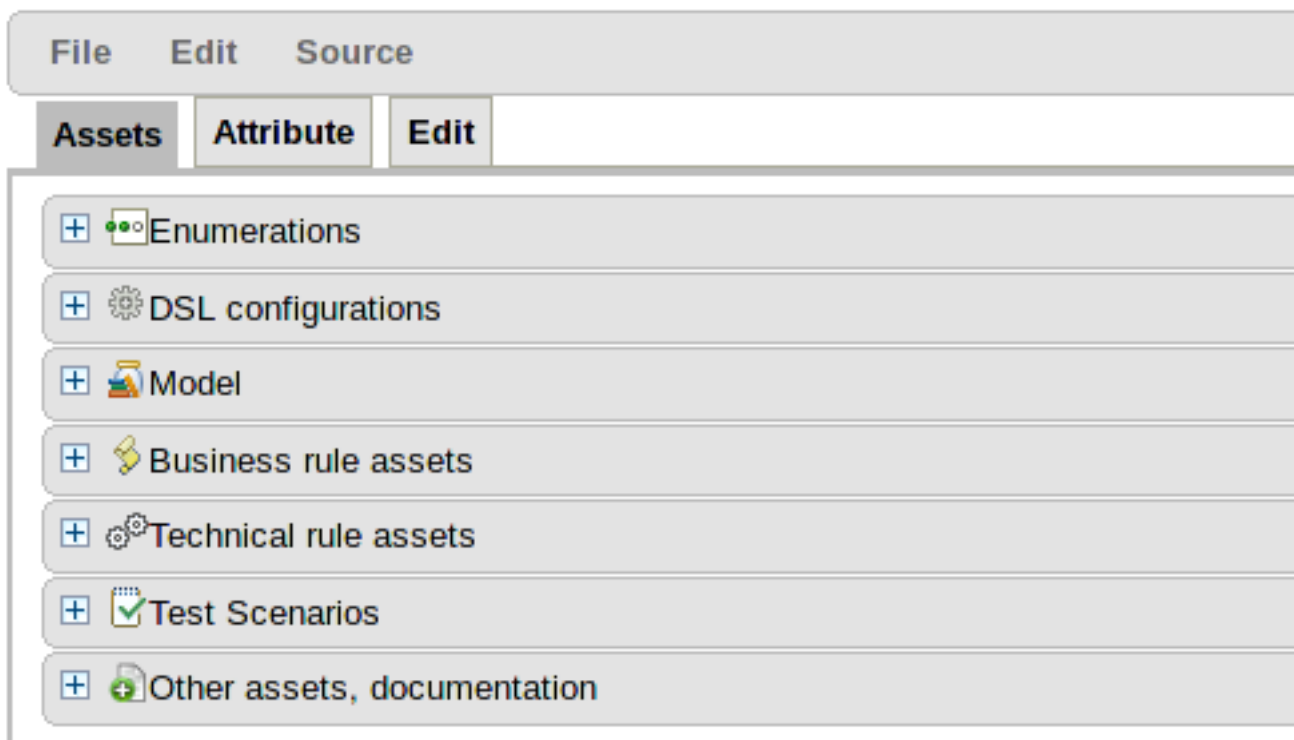 File Edit Source
Assets Attribute Edit
Enumerations
DSL configurations
Model
Business rule assets
Technical rule assets
Test Scenarios
Other assets, documentation